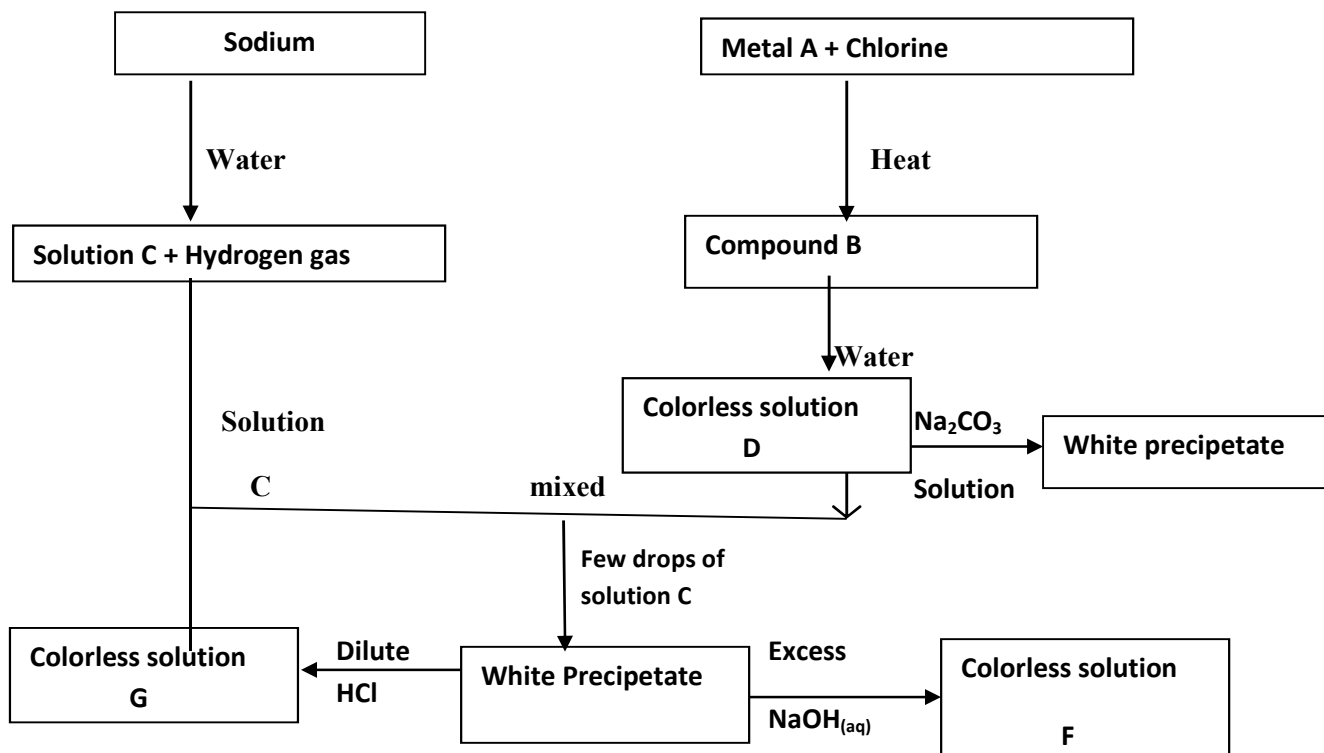 Sodium
Metal A + Chlorine
Water
Heat
Solution C + Hydrogen gas
Compound B
Water
Colorless solution
D
Na₂CO₃
Solution
White precipetate
Solution
C
mixed
Few drops of
solution C
Colorless solution
G
Dilute
HCl
White Precipetate
Excess
NaOH₍aq₎
Colorless solution
F